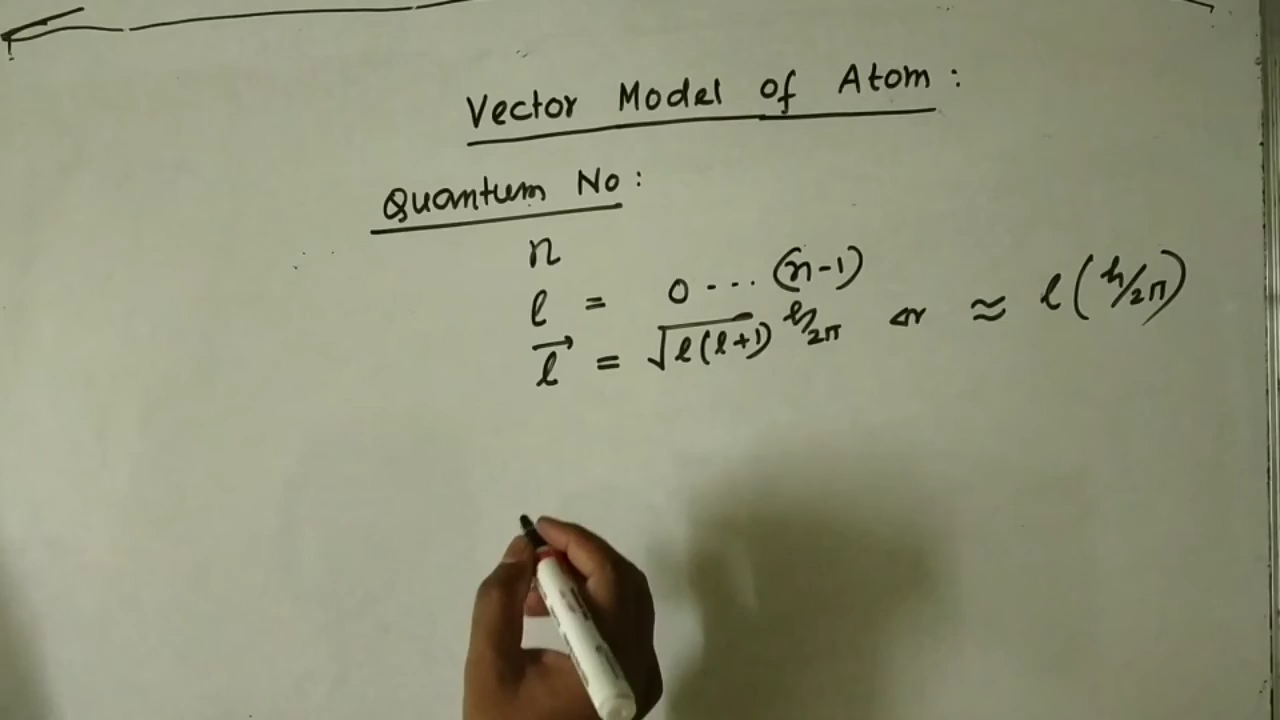 Vector Model of Atom :
Quantum No :
n
l = 0 --- (n-1)
l⃗ = √l(l+1) h/2π or ≈ l (h/2π)